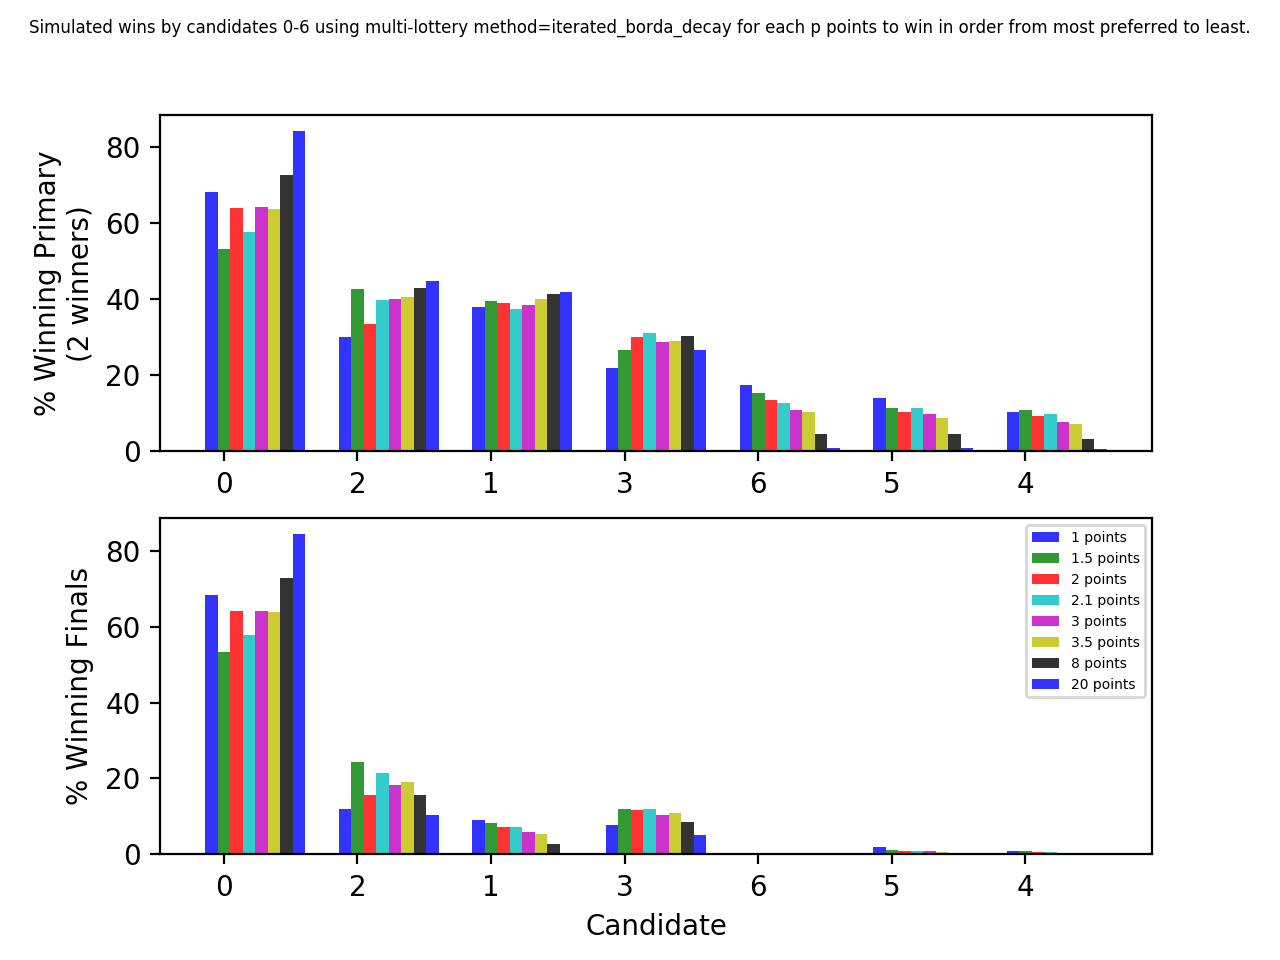 Simulated wins by candidates 0-6 using multi-lottery method=iterated_borda_decay for each p points to win in order from most preferred to least.
% Winning Primary
(2 winners)
80
60
40
20
0
0 2 1 3 6 5 4
% Winning Finals
80
60
40
20
0
1 points
1.5 points
2 points
2.1 points
3 points
3.5 points
8 points
20 points
0 2 1 3 6 5 4
Candidate